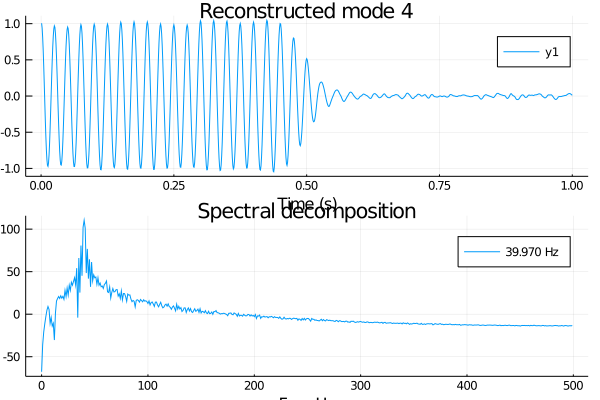 Reconstructed mode 4
1.0
0.5
0.0
-0.5
-1.0
y1
0.00 0.25 0.50 0.75 1.00
Time (s)
Spectral decomposition
100
50
0
-50
39.970 Hz
0 100 200 300 400 500